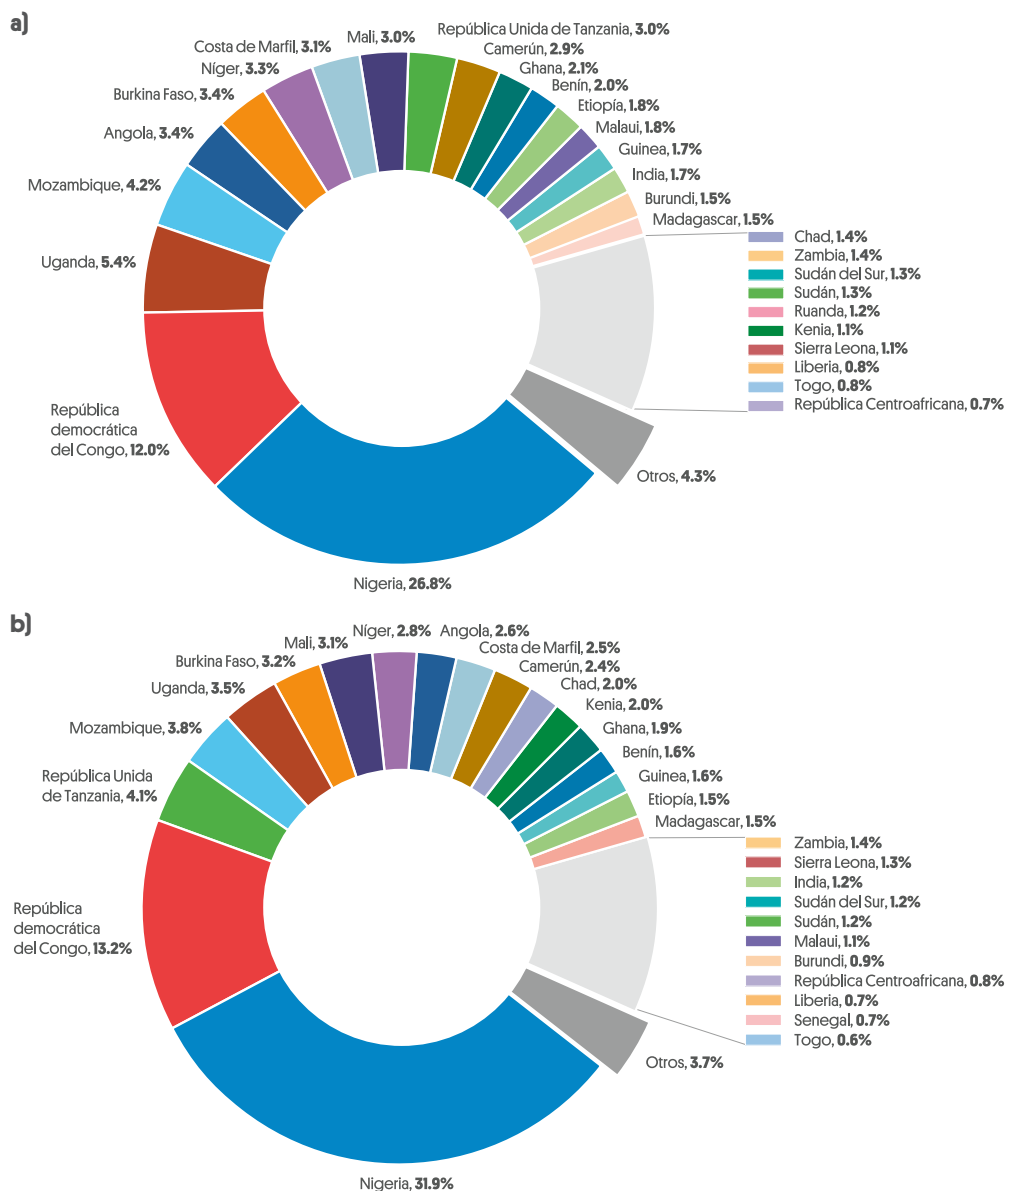 a)
Mali, 3.0%
República Unida de Tanzania, 3.0%
Costa de Marfil, 3.1%
Camerún, 2.9%
Níger, 3.3%
Ghana, 2.1%
Burkina Faso, 3.4%
Benín, 2.0%
Etiopía, 1.8%
Angola, 3.4%
Malaui, 1.8%
Guinea, 1.7%
Mozambique, 4.2%
India, 1.7%
Burundi, 1.5%
Madagascar, 1.5%
Uganda, 5.4%
Chad, 1.4%
Zambia, 1.4%
Sudán del Sur, 1.3%
Sudán, 1.3%
Ruanda, 1.2%
Kenia, 1.1%
Sierra Leona, 1.1%
Liberia, 0.8%
Togo, 0.8%
República Centroafricana, 0.7%
República
democrática
del Congo, 12.0%
Otros, 4.3%
Nigeria, 26.8%
b)
Níger, 2.8%
Angola, 2.6%
Mali, 3.1%
Costa de Marfil, 2.5%
Burkina Faso, 3.2%
Camerún, 2.4%
Uganda, 3.5%
Chad, 2.0%
Kenia, 2.0%
Mozambique, 3.8%
Ghana, 1.9%
Benín, 1.6%
República Unida
de Tanzania, 4.1%
Guinea, 1.6%
Etiopía, 1.5%
Madagascar, 1.5%
Zambia, 1.4%
Sierra Leona, 1.3%
India, 1.2%
Sudán del Sur, 1.2%
Sudán, 1.2%
Malaui, 1.1%
Burundi, 0.9%
República Centroafricana, 0.8%
Liberia, 0.7%
Senegal, 0.7%
Togo, 0.6%
República
democrática
del Congo, 13.2%
Otros, 3.7%
Nigeria, 31.9%